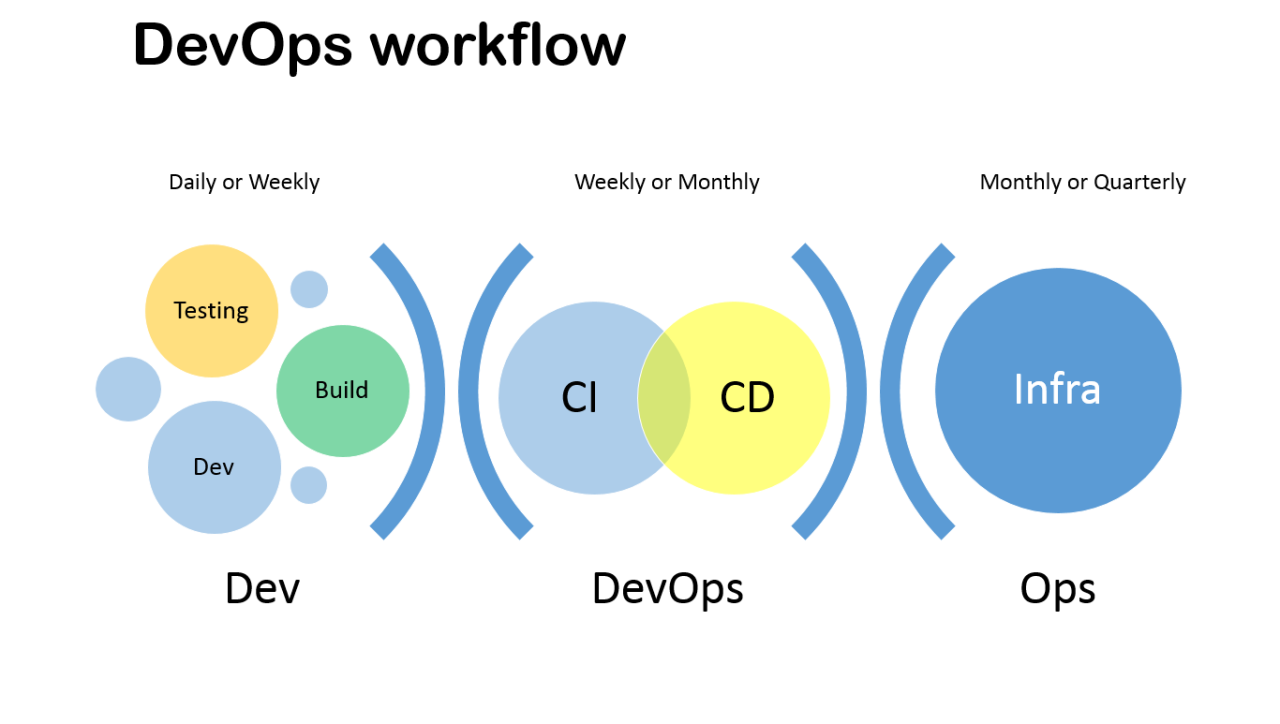 DevOps workflow
Daily or Weekly
Weekly or Monthly
Monthly or Quarterly
Testing
Build
Dev
CI
CD
Infra
Dev
DevOps
Ops